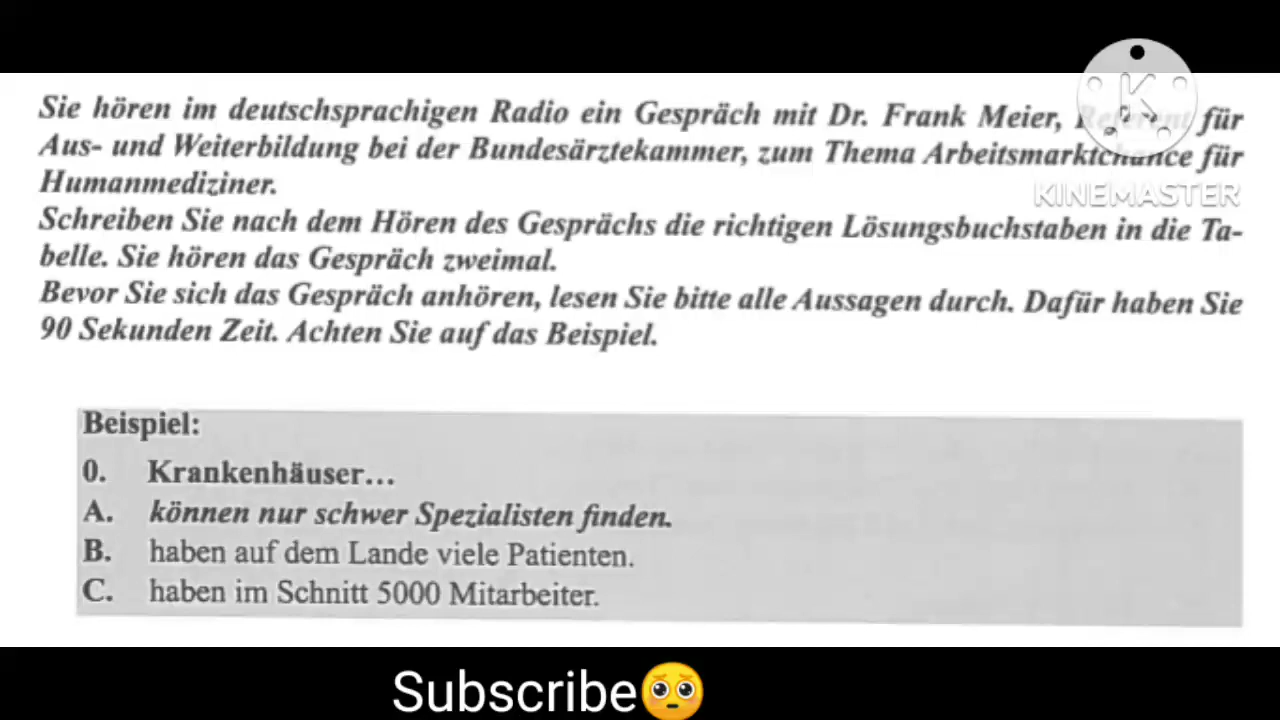 Sie hören im deutschsprachigen Radio ein Gespräch mit Dr. Frank Meier, Referent für
Aus- und Weiterbildung bei der Bundesärztekammer, zum Thema Arbeitsmarktchance für
Humanmediziner.
Schreiben Sie nach dem Hören des Gesprächs die richtigen Lösungsbuchstaben in die Ta-
belle. Sie hören das Gespräch zweimal.
Bevor Sie sich das Gespräch anhören, lesen Sie bitte alle Aussagen durch. Dafür haben Sie
90 Sekunden Zeit. Achten Sie auf das Beispiel.
KINEMASTER
Beispiel:
0. Krankenhäuser...
A. können nur schwer Spezialisten finden.
B. haben auf dem Lande viele Patienten.
C. haben im Schnitt 5000 Mitarbeiter.
Subscribe🥺